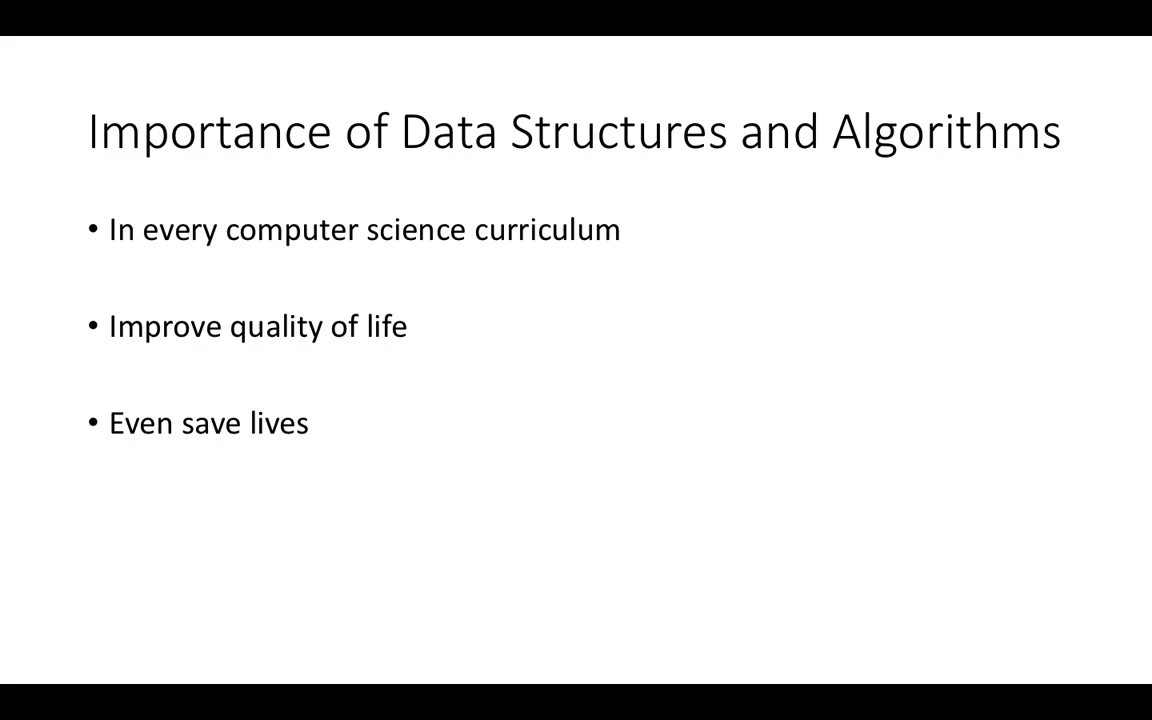 Importance of Data Structures and Algorithms
• In every computer science curriculum
• Improve quality of life
• Even save lives